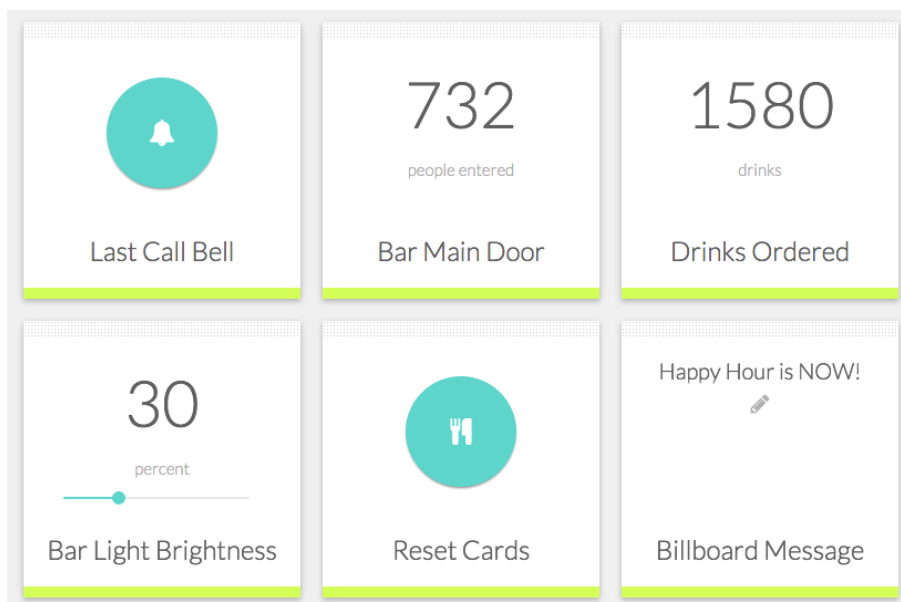 732
1580
people entered
drinks
Last Call Bell
Bar Main Door
Drinks Ordered
30
percent
Happy Hour is NOW!
Bar Light Brightness
Reset Cards
Billboard Message